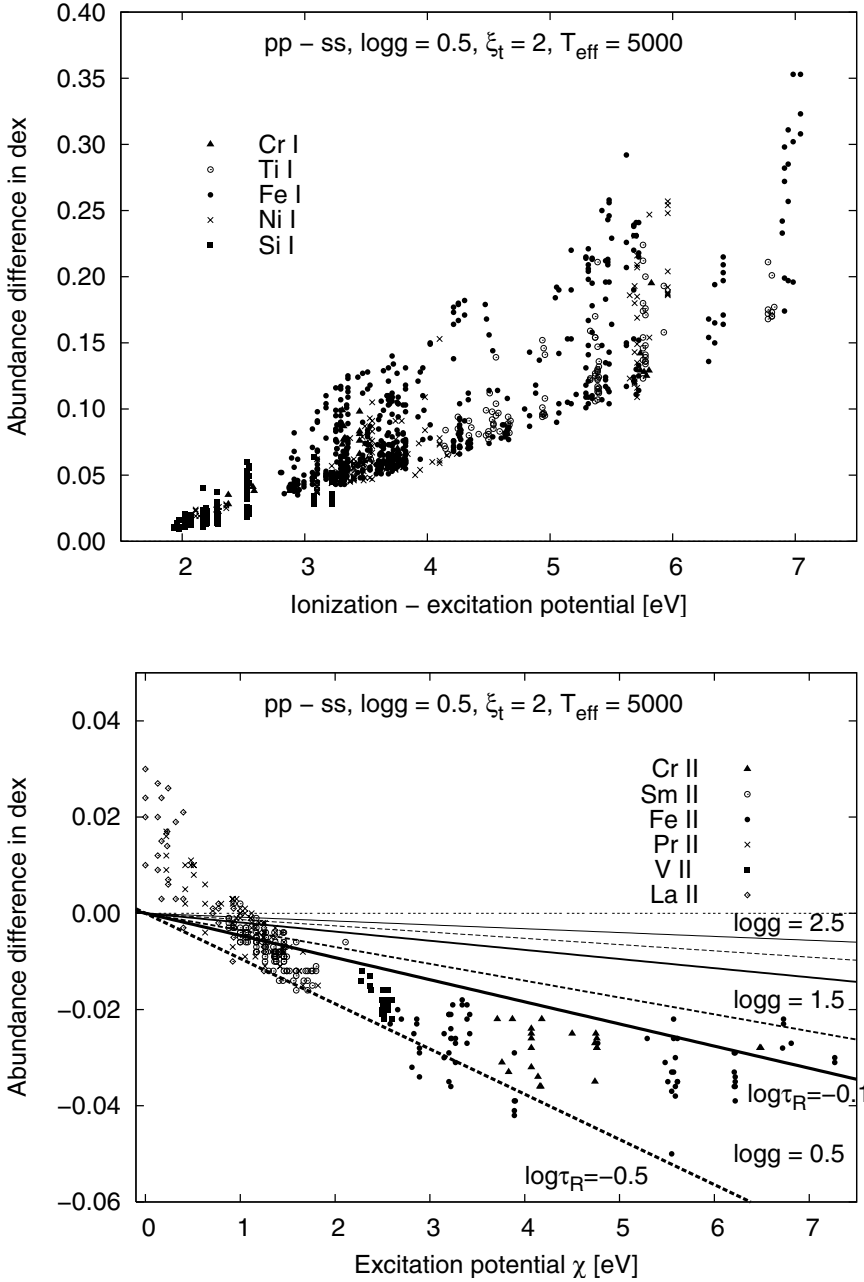 0.40
0.35
0.30
0.25
0.20
0.15
0.10
0.05
0.00
Abundance difference in dex
pp − ss, logg = 0.5, ξt = 2, Teff = 5000
Cr I
Ti I
Fe I
Ni I
Si I
2 3 4 5 6 7
Ionization − excitation potential [eV]
0.04
0.02
0.00
−0.02
−0.04
−0.06
Abundance difference in dex
pp − ss, logg = 0.5, ξt = 2, Teff = 5000
Cr II
Sm II
Fe II
Pr II
V II
La II
logg = 2.5
logg = 1.5
logτR=−0.1
logg = 0.5
logτR=−0.5
0 1 2 3 4 5 6 7
Excitation potential χ [eV]